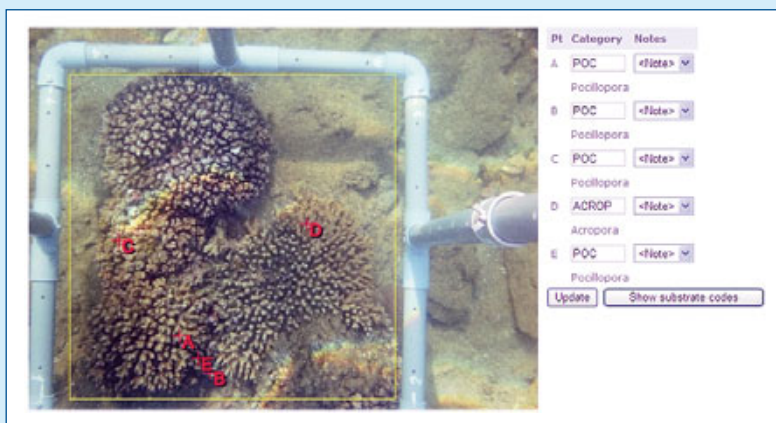 Pt Category Notes
A POC <Note>
Pocillopora
B POC <Note>
Pocillopora
C POC <Note>
Pocillopora
D ACROP <Note>
Acropora
E POC <Note>
Pocillopora
Update Show substrate codes
C
D
A
E
B